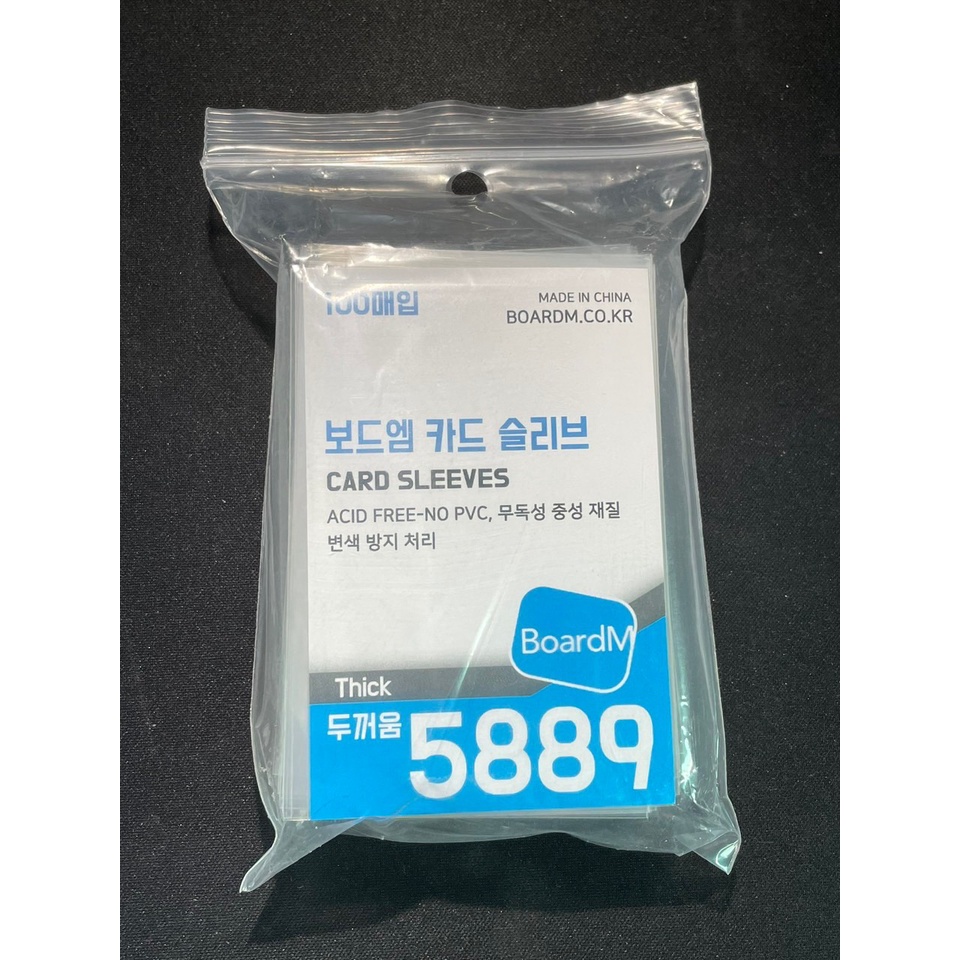 100매입
MADE IN CHINA
BOARDM.CO.KR
보드엠 카드 슬리브
CARD SLEEVES
ACID FREE-NO PVC, 무독성 중성 재질
변색 방지 처리
BoardM
Thick
두꺼움 5889